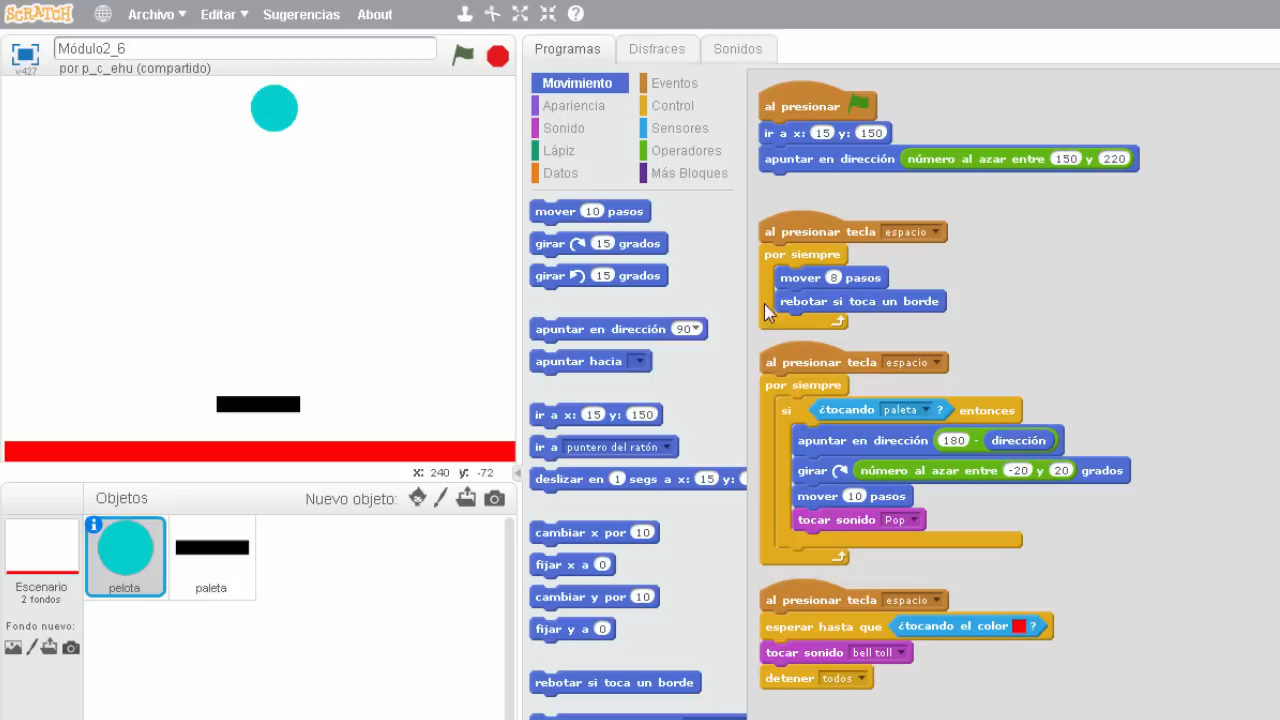 SCRATCH Archivo Editar Sugerencias About ?
v427
Módulo2_6
por p_c_ehu (compartido)
X: 240 y: -72
Objetos Nuevo objeto:
Escenario
2 fondos
Fondo nuevo:
pelota
paleta
Programas Disfraces Sonidos
Movimiento Eventos
Apariencia Control
Sonido Sensores
Lápiz Operadores
Datos Más Bloques
mover 10 pasos
girar 15 grados
girar 15 grados
apuntar en dirección 90
apuntar hacia
ir a x: 15 y: 150
ir a puntero del ratón
deslizar en 1 segs a x: 15 y:
cambiar x por 10
fijar x a 0
cambiar y por 10
fijar y a 0
rebotar si toca un borde
al presionar
ir a x: 15 y: 150
apuntar en dirección número al azar entre 150 y 220
al presionar tecla espacio
por siempre
mover 8 pasos
rebotar si toca un borde
al presionar tecla espacio
por siempre
si ¿tocando paleta ? entonces
apuntar en dirección 180 - dirección
girar número al azar entre -20 y 20 grados
mover 10 pasos
tocar sonido Pop
al presionar tecla espacio
esperar hasta que ¿tocando el color ?
tocar sonido bell toll
detener todos